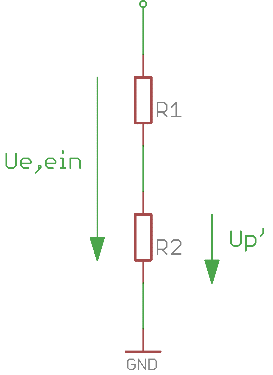 R1
Ue,ein
R2
Up'
GND